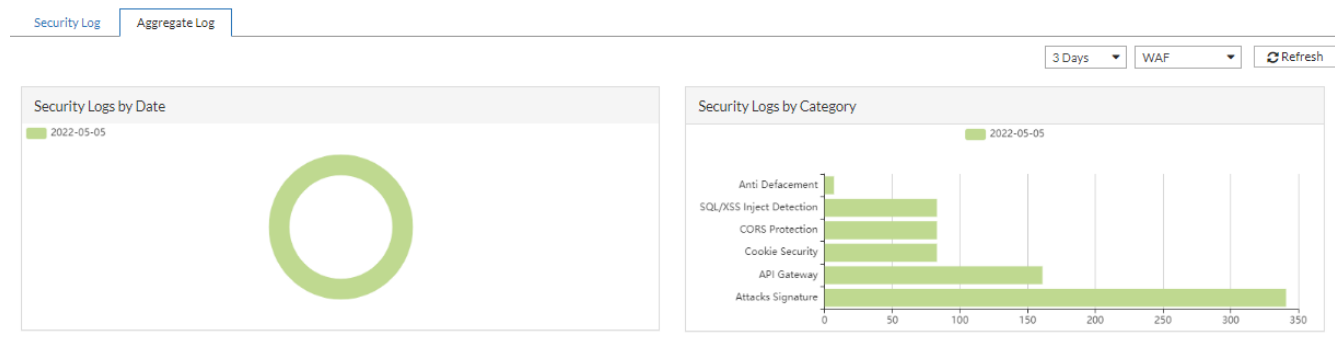 Security Log Aggregate Log
3 Days WAF Refresh
Security Logs by Date
2022-05-05
Security Logs by Category
2022-05-05
Anti Defacement
SQL/XSS Inject Detection
CORS Protection
Cookie Security
API Gateway
Attacks Signature
0 50 100 150 200 250 300 350